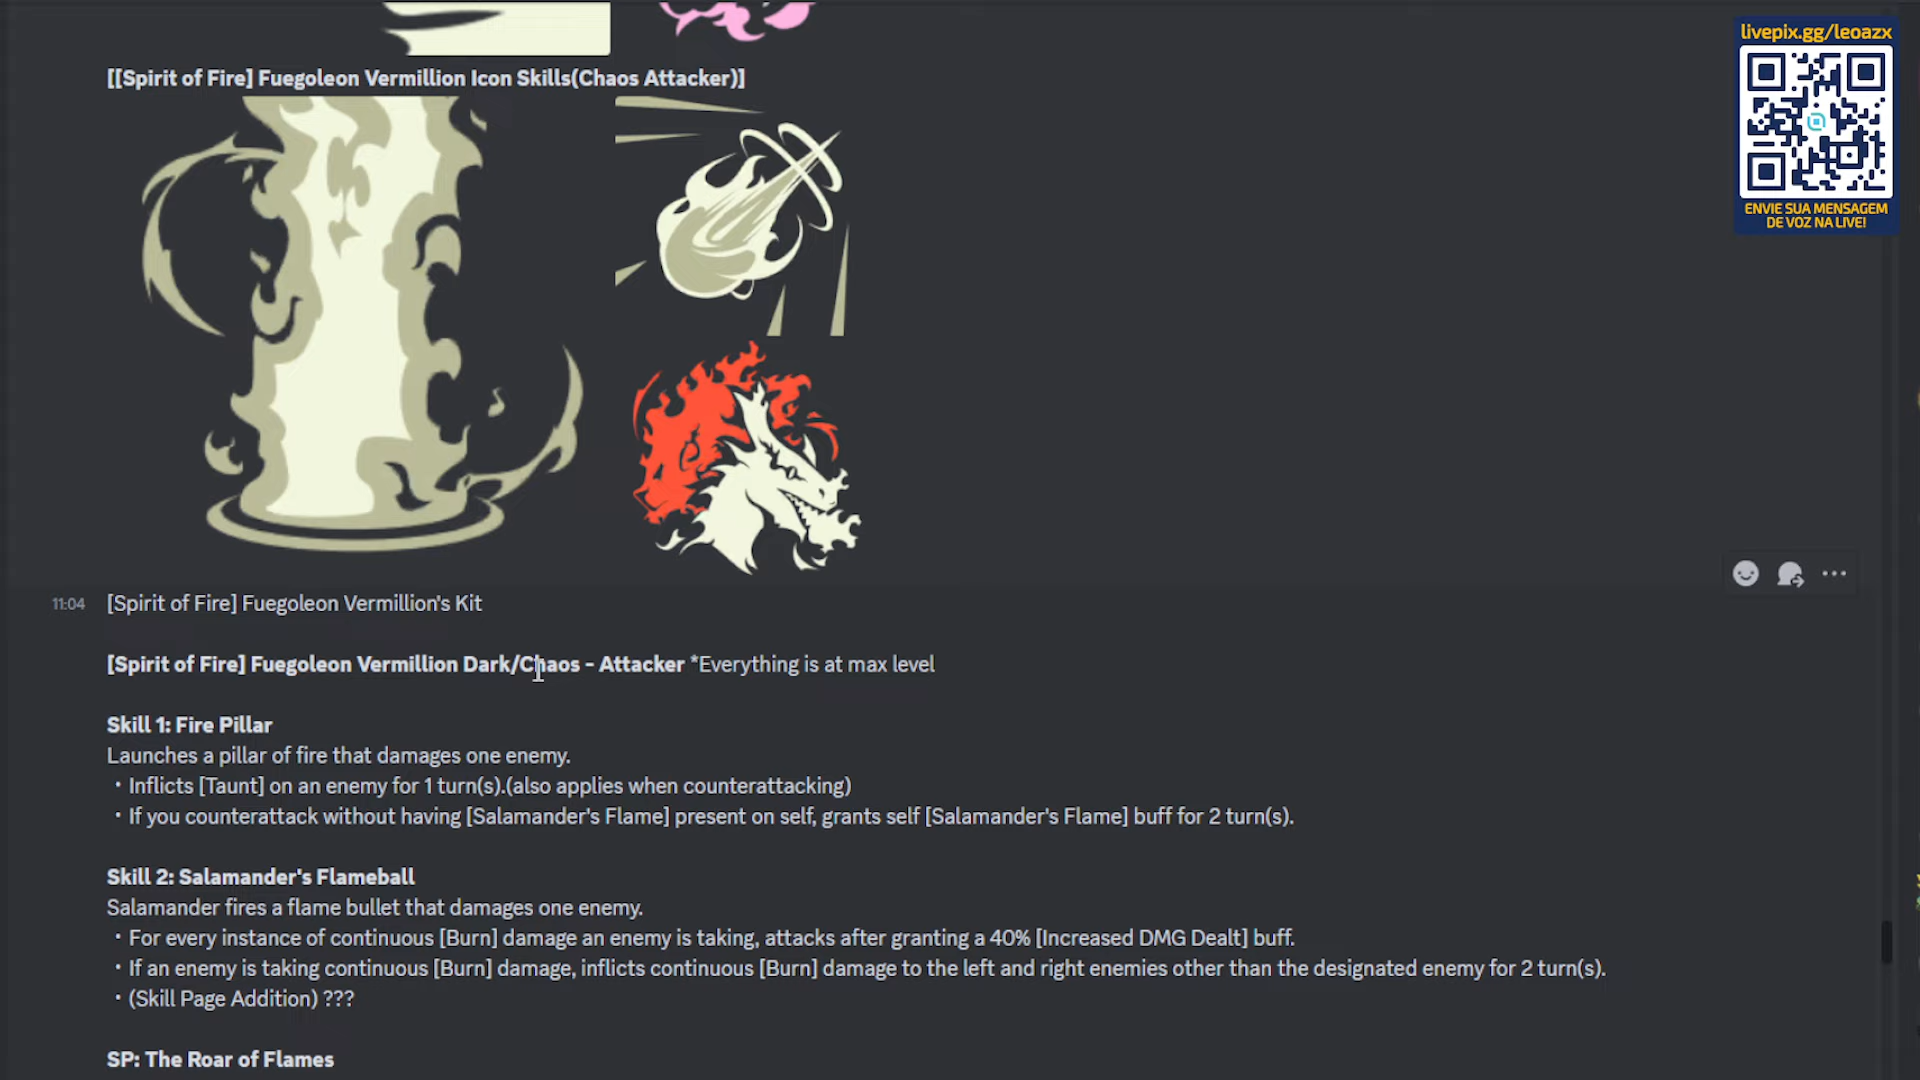 livepix.gg/leoazx
ENVIE SUA MENSAGEM
DE VOZ NA LIVE!
[[Spirit of Fire] Fuegoleon Vermillion Icon Skills(Chaos Attacker)]
11:04 [Spirit of Fire] Fuegoleon Vermillion's Kit
[Spirit of Fire] Fuegoleon Vermillion Dark/Chaos - Attacker *Everything is at max level
Skill 1: Fire Pillar
Launches a pillar of fire that damages one enemy.
・Inflicts [Taunt] on an enemy for 1 turn(s).(also applies when counterattacking)
・If you counterattack without having [Salamander's Flame] present on self, grants self [Salamander's Flame] buff for 2 turn(s).
Skill 2: Salamander's Flameball
Salamander fires a flame bullet that damages one enemy.
・For every instance of continuous [Burn] damage an enemy is taking, attacks after granting a 40% [Increased DMG Dealt] buff.
・If an enemy is taking continuous [Burn] damage, inflicts continuous [Burn] damage to the left and right enemies other than the designated enemy for 2 turn(s).
・(Skill Page Addition) ???
SP: The Roar of Flames